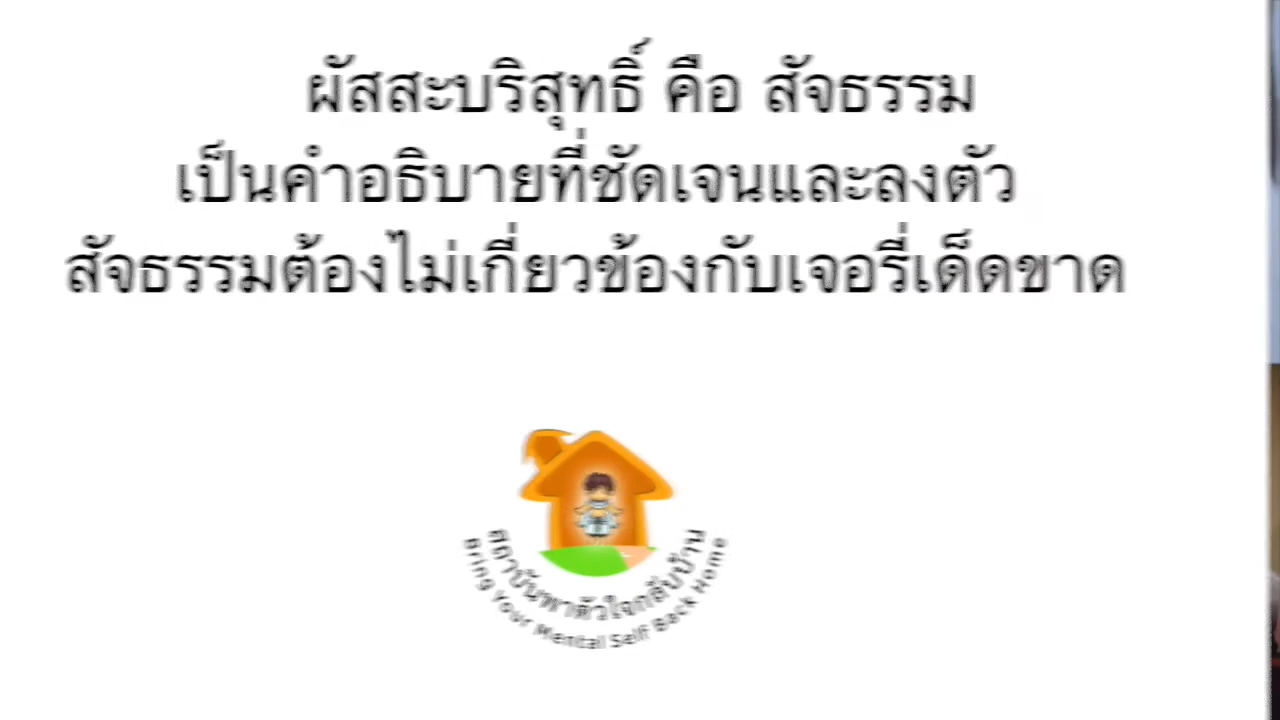 ผัสสะบริสุทธิ์ คือ สัจธรรม
เป็นคำอธิบายที่ชัดเจนและลงตัว
สัจธรรมต้องไม่เกี่ยวข้องกับเจอรี่เด็ดขาด
สถาบันพาตัวใจกลับบ้าน
Bring Your Mental Self Back Home